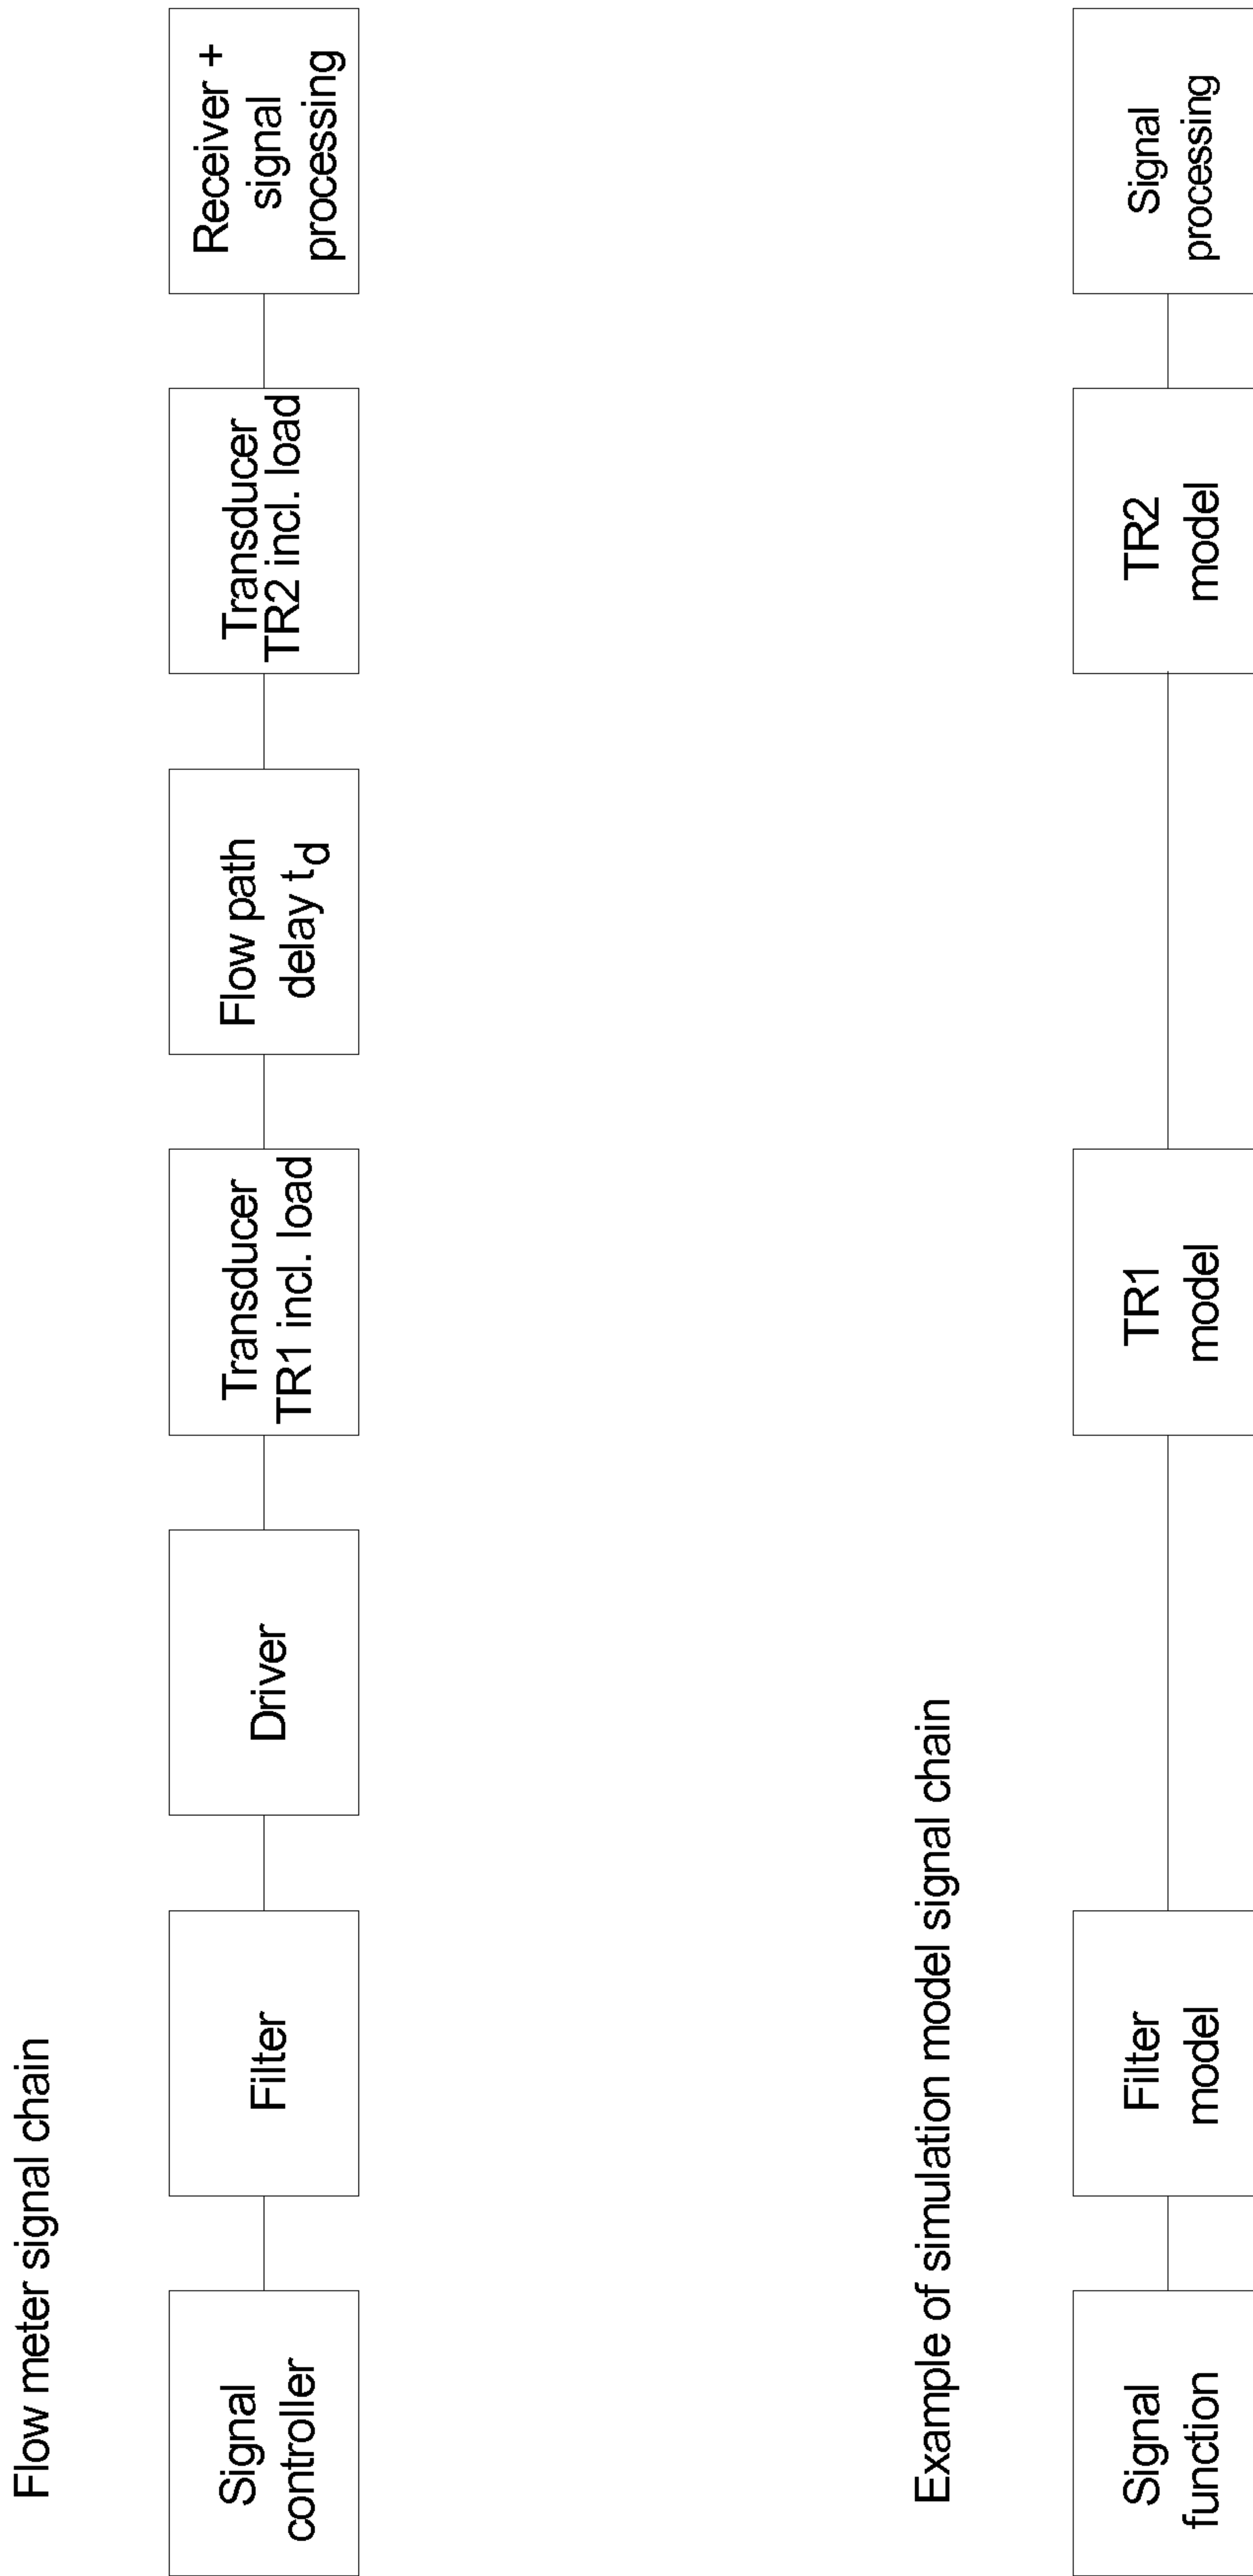 Flow meter signal chain
Signal
controller
Filter
Driver
Transducer
TR1 incl. load
Flow path
delay td
Transducer
TR2 incl. load
Receiver +
signal
processing
Example of simulation model signal chain
Signal
function
Filter
model
TR1
model
TR2
model
Signal
processing